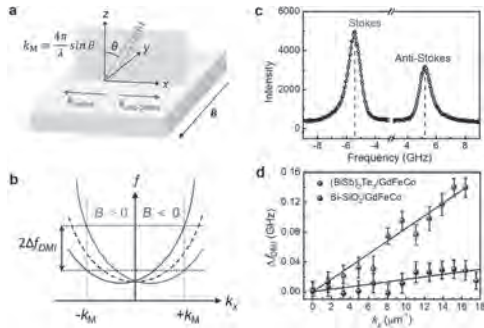 a
z
k_M = 4π/λ sin θ
θ
y
x
k_Stokes
k_anti-Stokes
B
b
f
B > 0
B < 0
2Δf_DMI
k_x
-k_M
+k_M
c
Stokes
Anti-Stokes
Intensity
6000
4000
2000
0
-8 -6 -4 4 6 8
Frequency (GHz)
d
(BiSb)₂Te₃/GdFeCo
Bi-SiO₂/GdFeCo
Δf_DMI (GHz)
0.16
0.12
0.08
0.04
0.00
0 2 4 6 8 10 12 14 16 18
k_x (μm⁻¹)